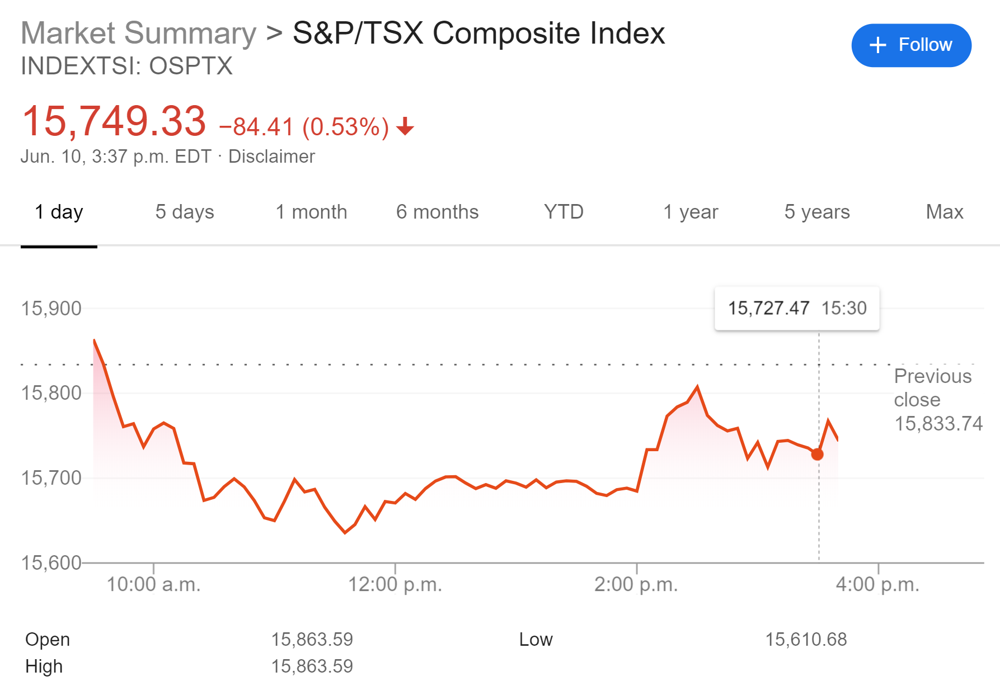 Market Summary > S&P/TSX Composite Index
INDEXTSI: OSPTX
+ Follow
15,749.33 −84.41 (0.53%) ↓
Jun. 10, 3:37 p.m. EDT · Disclaimer
1 day 5 days 1 month 6 months YTD 1 year 5 years Max
15,900
15,727.47 15:30
15,800
Previous
close
15,833.74
15,700
15,600
10:00 a.m. 12:00 p.m. 2:00 p.m. 4:00 p.m.
Open 15,863.59 Low 15,610.68
High 15,863.59